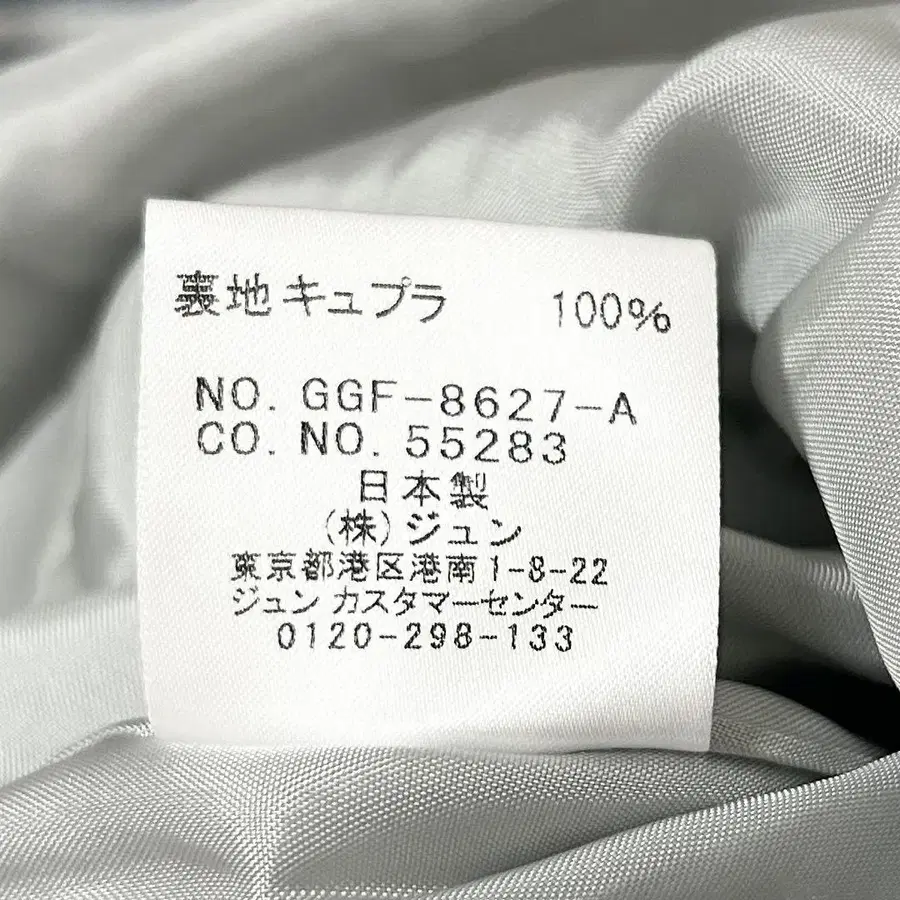 裏地キュプラ 100%
NO. GGF-8627-A
CO. NO. 55283
日本製
(株)ジュン
東京都港区港南1-8-22
ジュン カスタマーセンター
0120-298-133